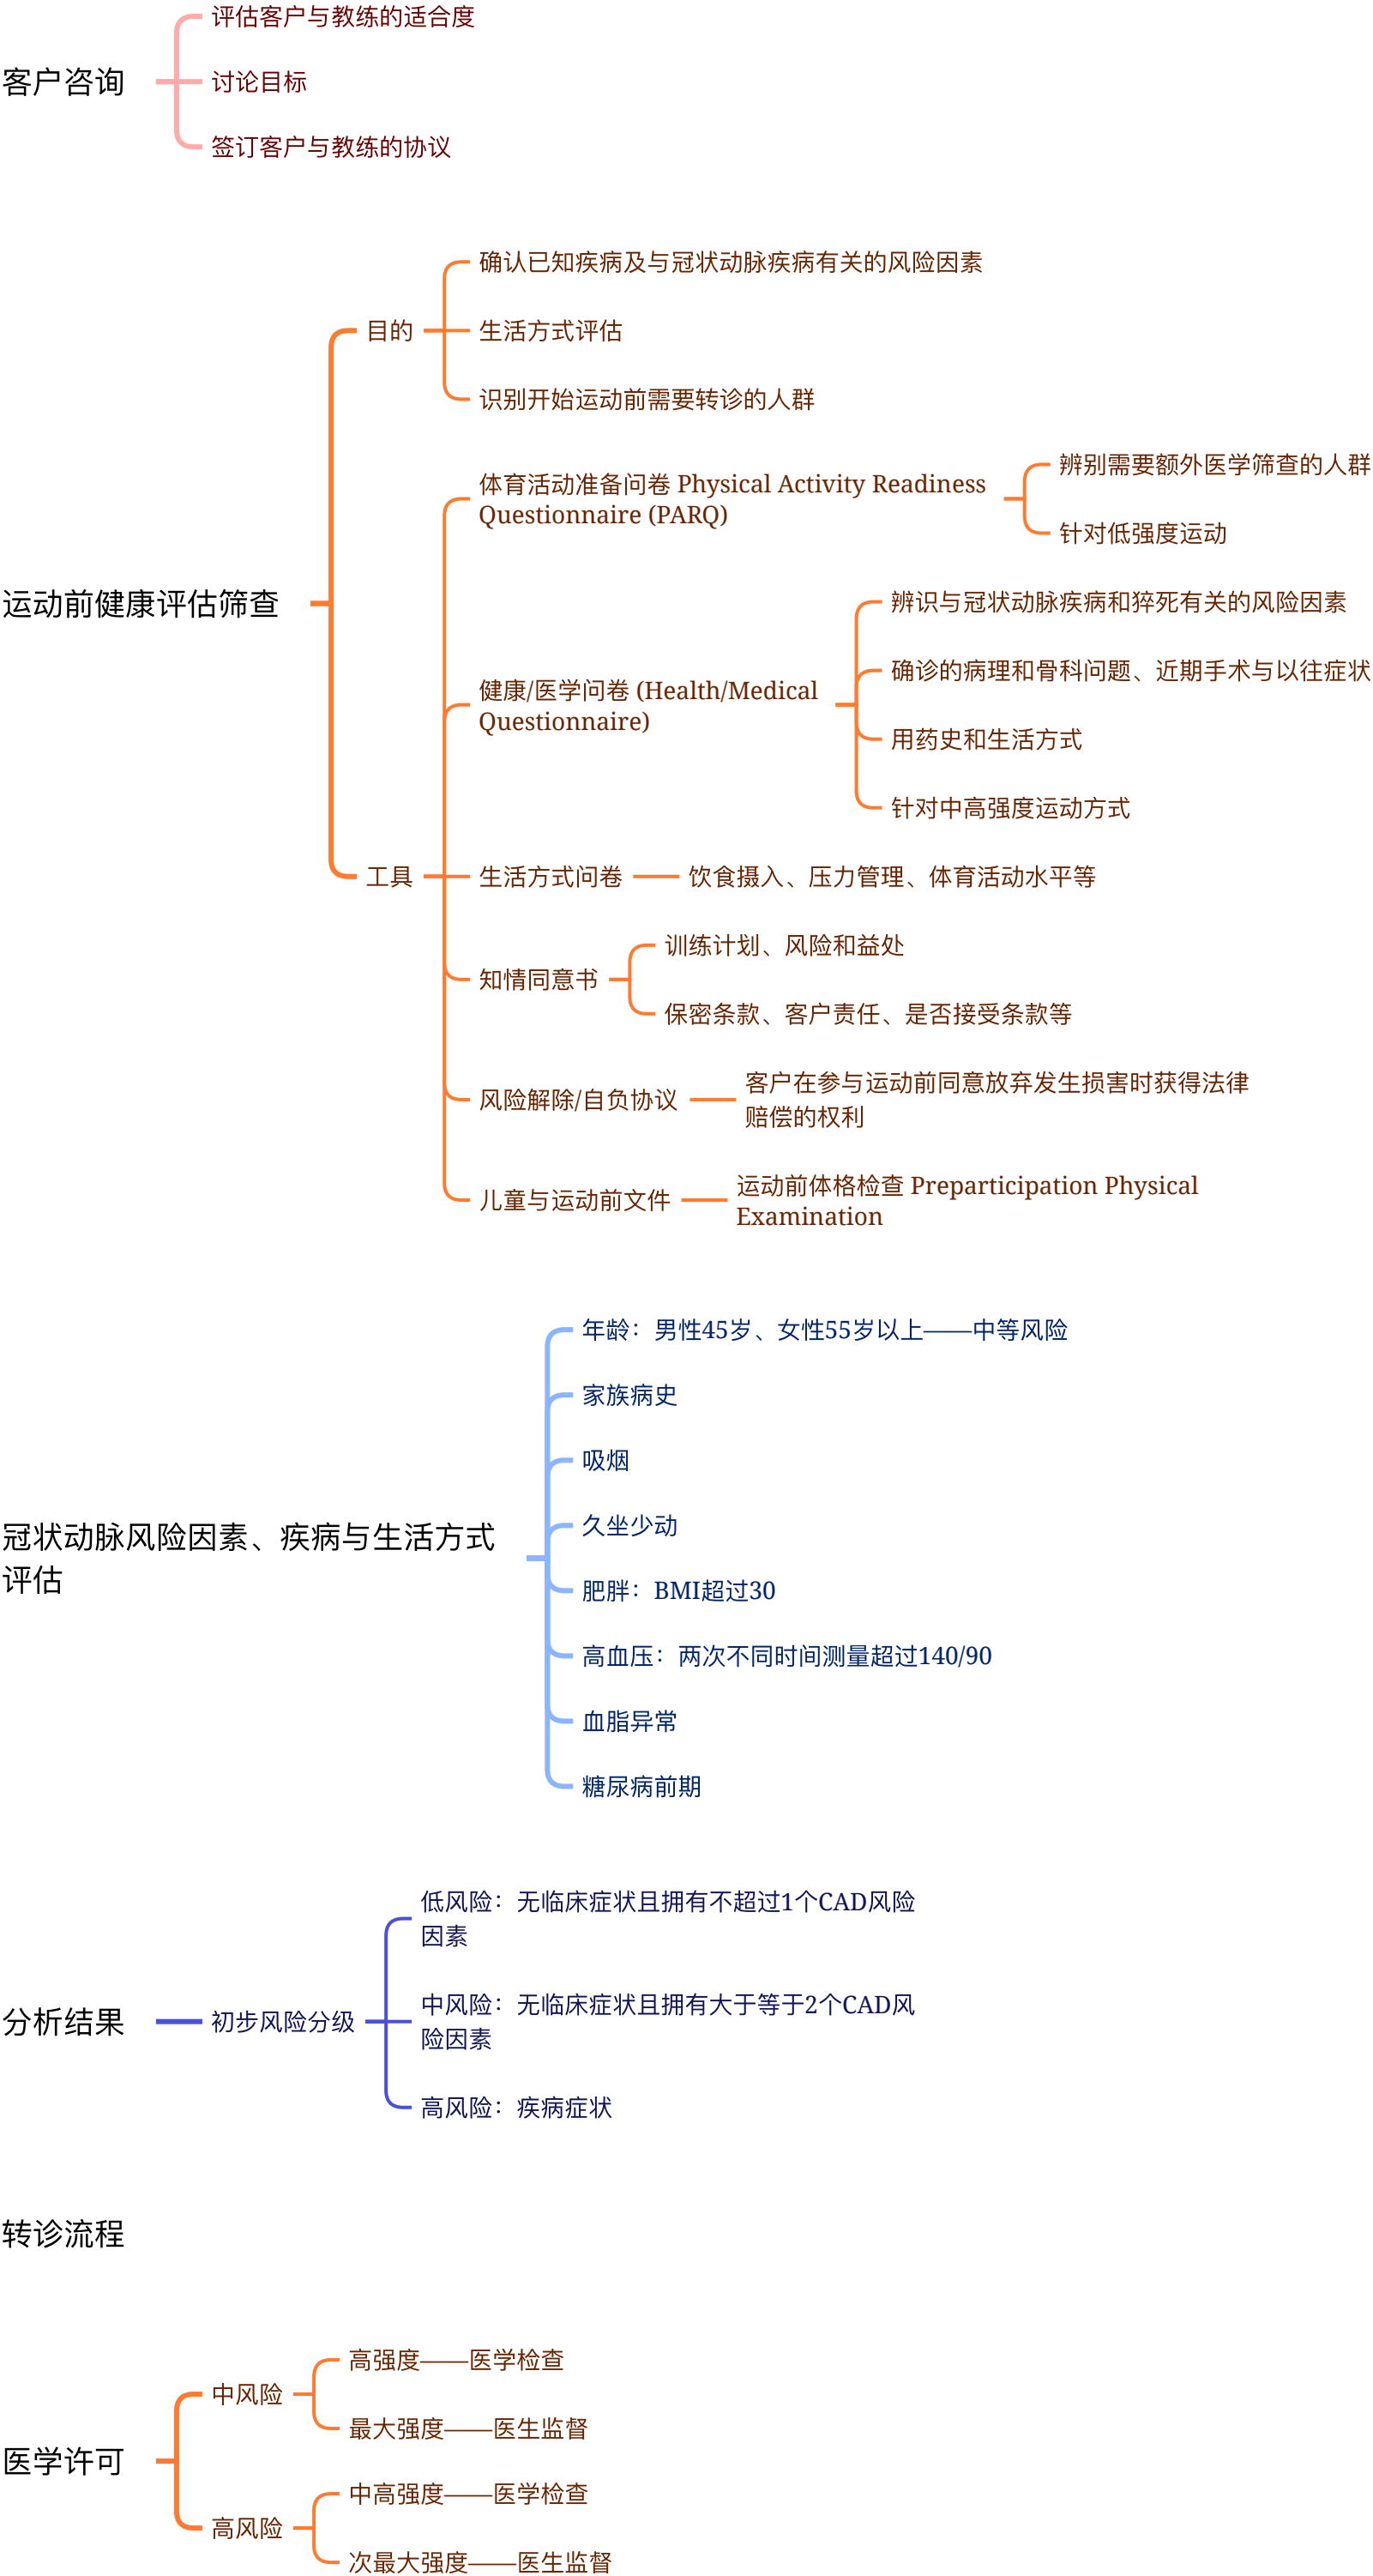 客户咨询
评估客户与教练的适合度
讨论目标
签订客户与教练的协议
运动前健康评估筛查
目的
确认已知疾病及与冠状动脉疾病有关的风险因素
生活方式评估
识别开始运动前需要转诊的人群
工具
体育活动准备问卷 Physical Activity Readiness
Questionnaire (PARQ)
辨别需要额外医学筛查的人群
针对低强度运动
健康/医学问卷 (Health/Medical
Questionnaire)
辨识与冠状动脉疾病和猝死有关的风险因素
确诊的病理和骨科问题、近期手术与以往症状
用药史和生活方式
针对中高强度运动方式
生活方式问卷
饮食摄入、压力管理、体育活动水平等
知情同意书
训练计划、风险和益处
保密条款、客户责任、是否接受条款等
风险解除/自负协议
客户在参与运动前同意放弃发生损害时获得法律
赔偿的权利
儿童与运动前文件
运动前体格检查 Preparticipation Physical
Examination
冠状动脉风险因素、疾病与生活方式
评估
年龄：男性45岁、女性55岁以上——中等风险
家族病史
吸烟
久坐少动
肥胖：BMI超过30
高血压：两次不同时间测量超过140/90
血脂异常
糖尿病前期
分析结果
初步风险分级
低风险：无临床症状且拥有不超过1个CAD风险
因素
中风险：无临床症状且拥有大于等于2个CAD风
险因素
高风险：疾病症状
转诊流程
医学许可
中风险
高强度——医学检查
最大强度——医生监督
高风险
中高强度——医学检查
次最大强度——医生监督